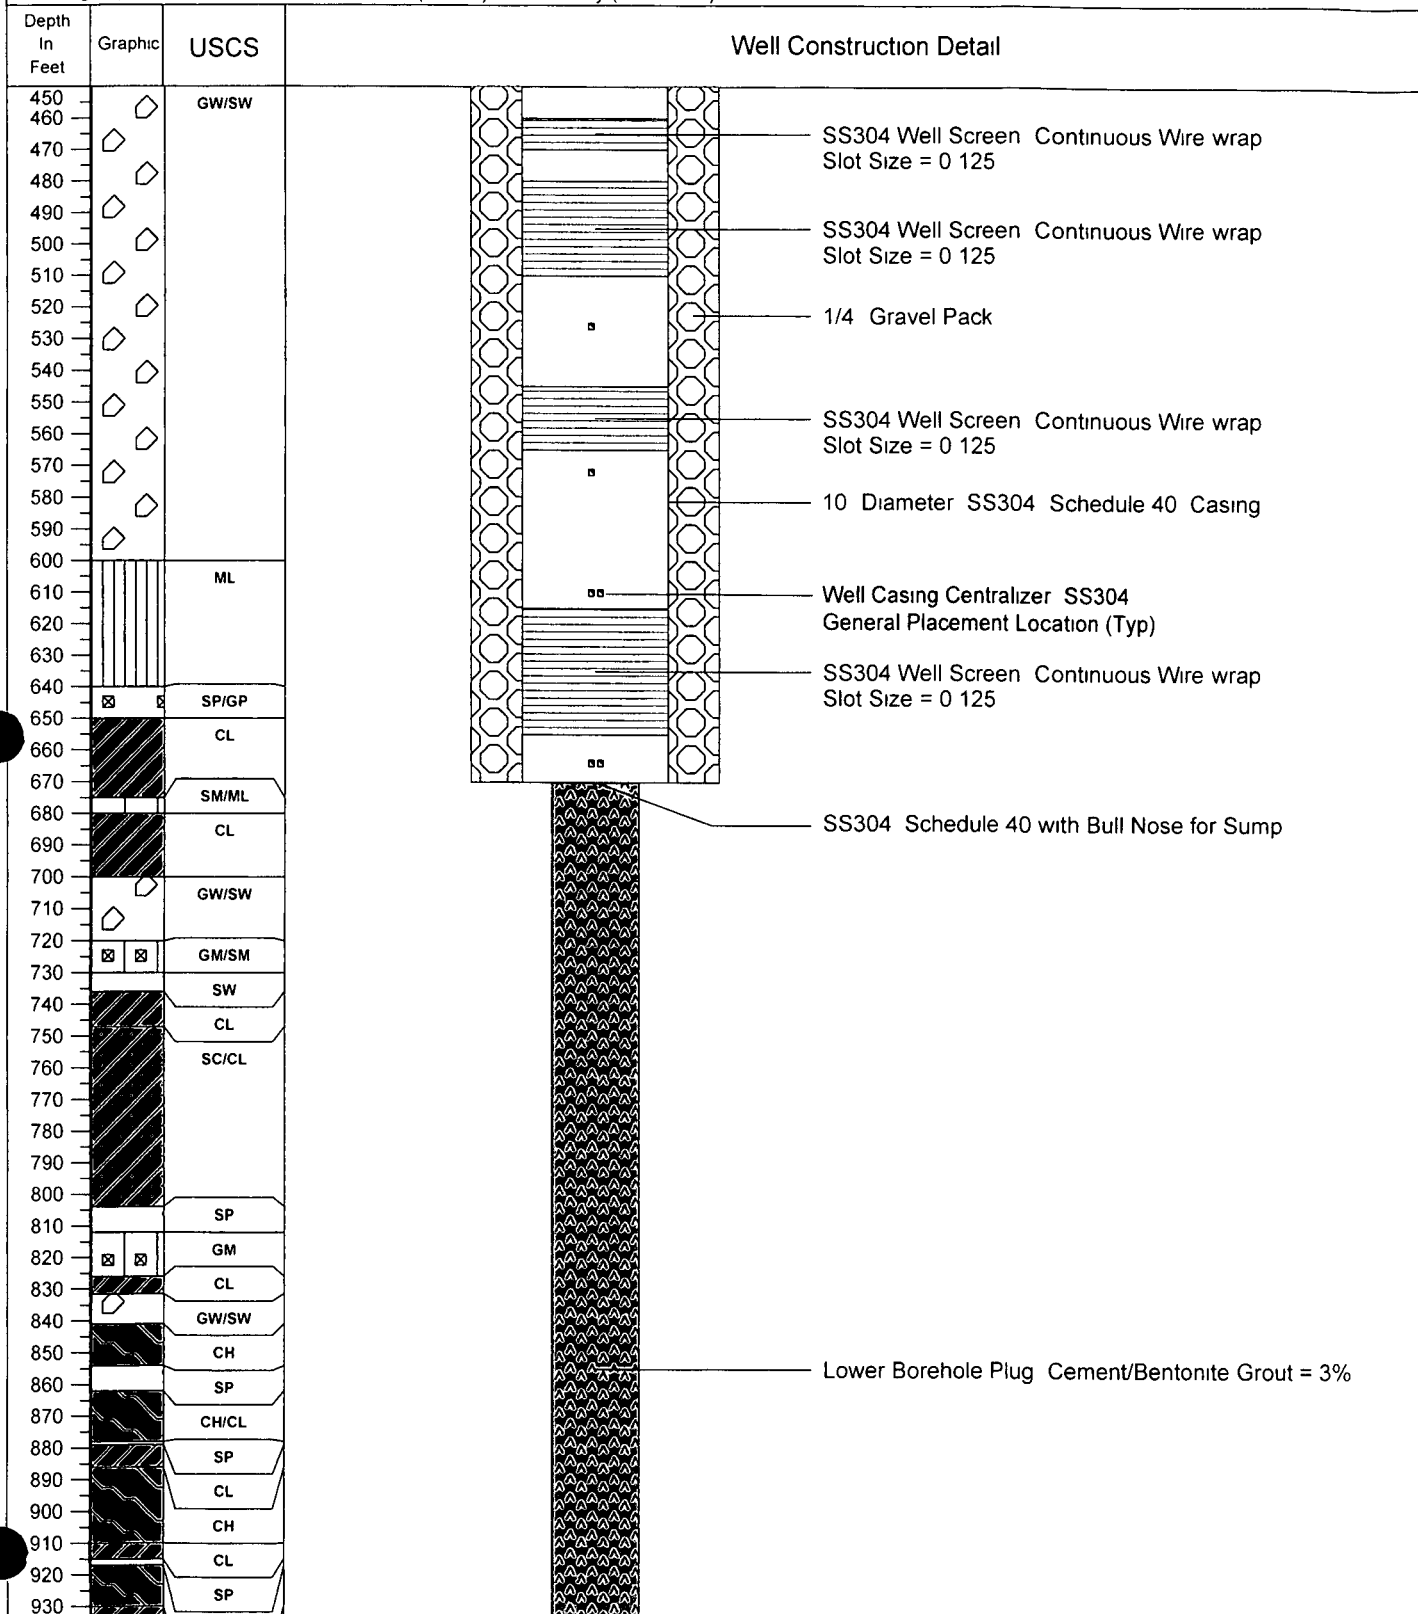 Depth
In
Feet
Graphic
USCS
Well Construction Detail
450
460
470
480
490
500
510
520
530
540
550
560
570
580
590
600
610
620
630
640
650
660
670
680
690
700
710
720
730
740
750
760
770
780
790
800
810
820
830
840
850
860
870
880
890
900
910
920
930
GW/SW
ML
SP/GP
CL
SM/ML
CL
GW/SW
GM/SM
SW
CL
SC/CL
SP
GM
CL
GW/SW
CH
SP
CH/CL
SP
CL
CH
CL
SP
SS304 Well Screen Continuous Wire wrap
Slot Size = 0 125
SS304 Well Screen Continuous Wire wrap
Slot Size = 0 125
1/4 Gravel Pack
SS304 Well Screen Continuous Wire wrap
Slot Size = 0 125
10 Diameter SS304 Schedule 40 Casing
Well Casing Centralizer SS304
General Placement Location (Typ)
SS304 Well Screen Continuous Wire wrap
Slot Size = 0 125
SS304 Schedule 40 with Bull Nose for Sump
Lower Borehole Plug Cement/Bentonite Grout = 3%